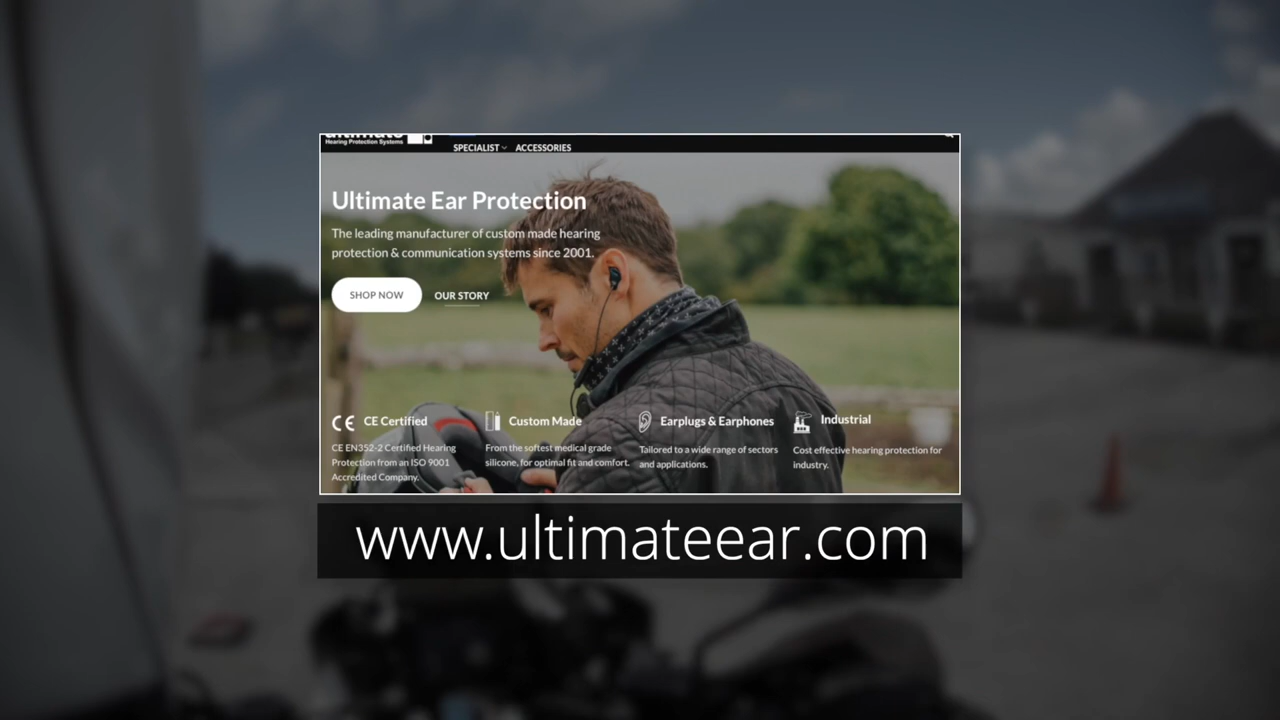 Hearing Protection Systems
SPECIALIST ACCESSORIES
Ultimate Ear Protection
The leading manufacturer of custom made hearing
protection & communication systems since 2001.
SHOP NOW OUR STORY
CE CE Certified
CE EN352-2 Certified Hearing
Protection from an ISO 9001
Accredited Company.
Custom Made
From the softest medical grade
silicone, for optimal fit and comfort.
Earplugs & Earphones
Tailored to a wide range of sectors
and applications.
Industrial
Cost effective hearing protection for
industry.
www.ultimateear.com